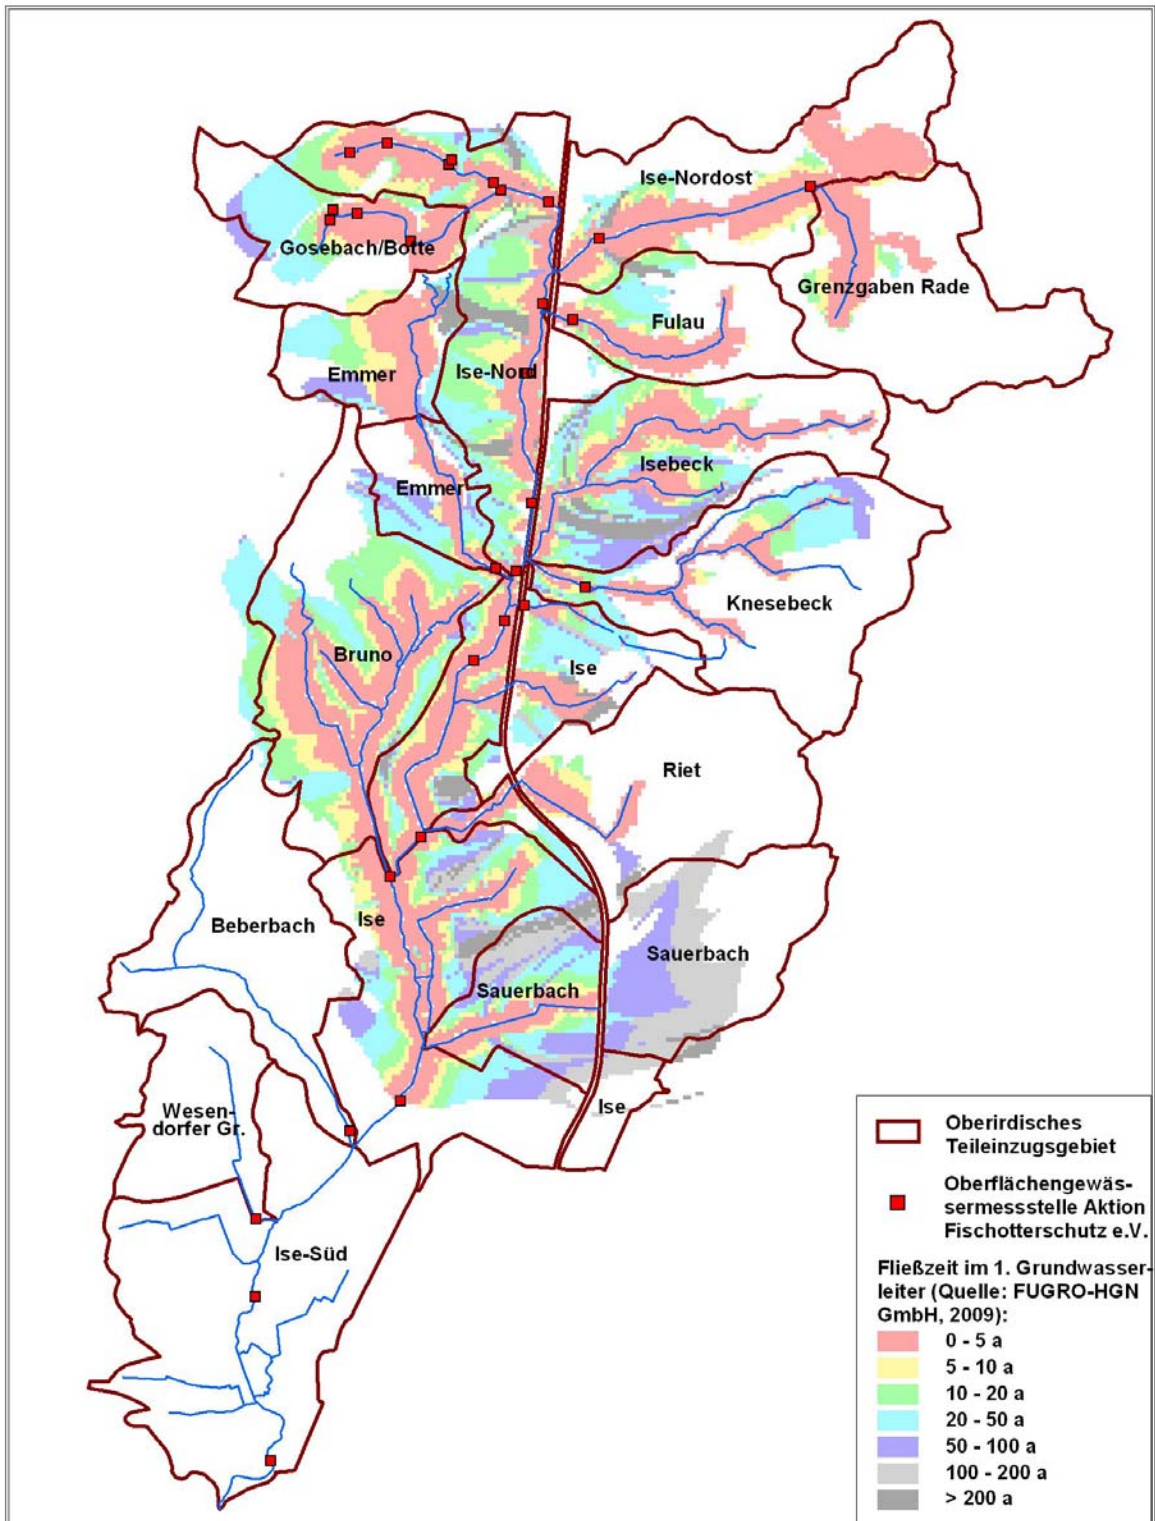 Ise-Nordost
Gosebach/Botte
Grenzgaben Rade
Fulau
Emmer
Ise-Nord
Isebeck
Emmer
Knesebeck
Bruno
Ise
Riet
Beberbach
Ise
Sauerbach
Sauerbach
Wesen-
dorfer Gr.
Ise
Ise-Süd
Oberirdisches
Teileinzugsgebiet
Oberflächengewäs-
sermessstelle Aktion
Fischotterschutz e.V.
Fließzeit im 1. Grundwasser-
leiter (Quelle: FUGRO-HGN
GmbH, 2009):
0 - 5 a
5 - 10 a
10 - 20 a
20 - 50 a
50 - 100 a
100 - 200 a
> 200 a